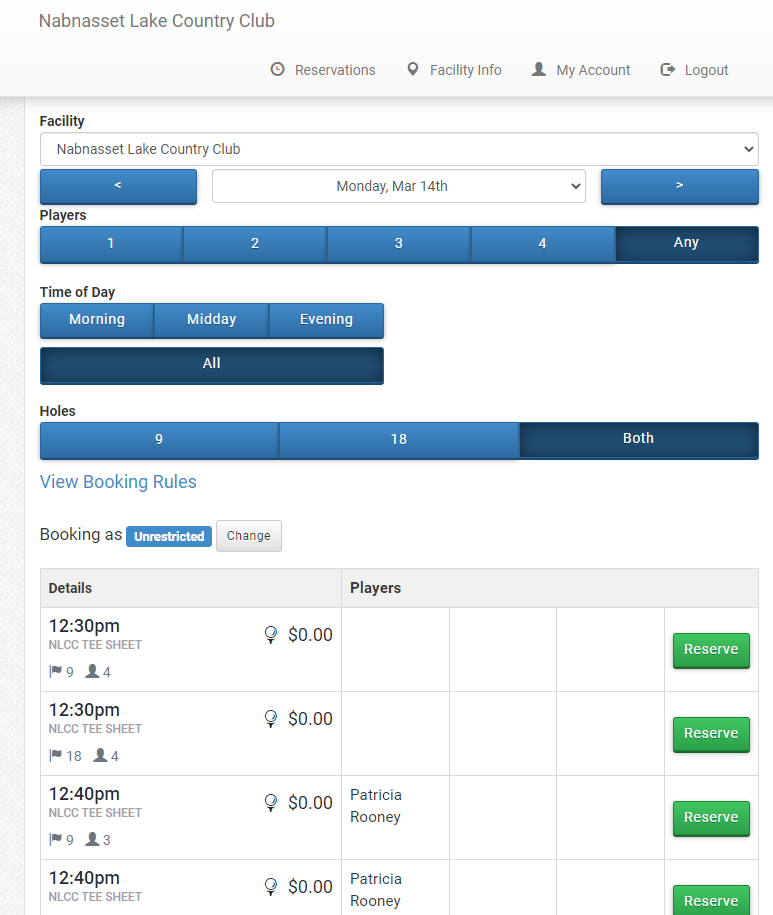 Nabnasset Lake Country Club
Reservations Facility Info My Account Logout
Facility
Nabnasset Lake Country Club
< Monday, Mar 14th >
Players
1 2 3 4 Any
Time of Day
Morning Midday Evening
All
Holes
9 18 Both
View Booking Rules
Booking as Unrestricted Change
Details Players
12:30pm $0.00
NLCC TEE SHEET
9 4
Reserve
12:30pm $0.00
NLCC TEE SHEET
18 4
Reserve
12:40pm $0.00
NLCC TEE SHEET
9 3
Patricia
Rooney
Reserve
12:40pm $0.00
NLCC TEE SHEET
Patricia
Rooney
Reserve